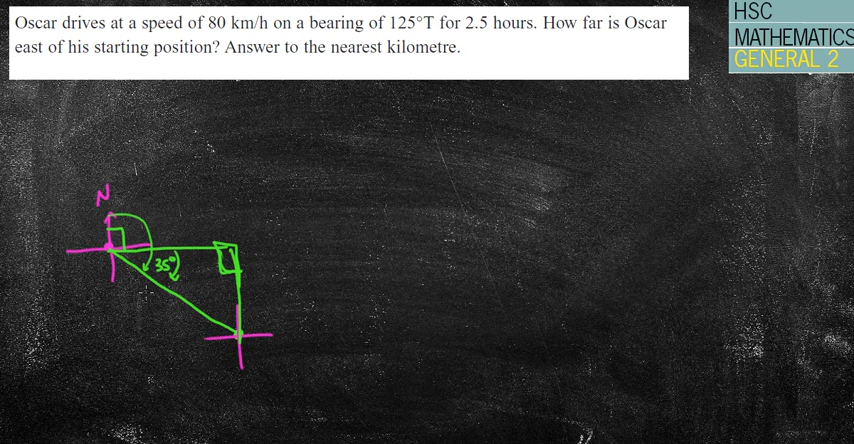 Oscar drives at a speed of 80 km/h on a bearing of 125°T for 2.5 hours. How far is Oscar
east of his starting position? Answer to the nearest kilometre.
HSC
MATHEMATICS
GENERAL 2
N
35°